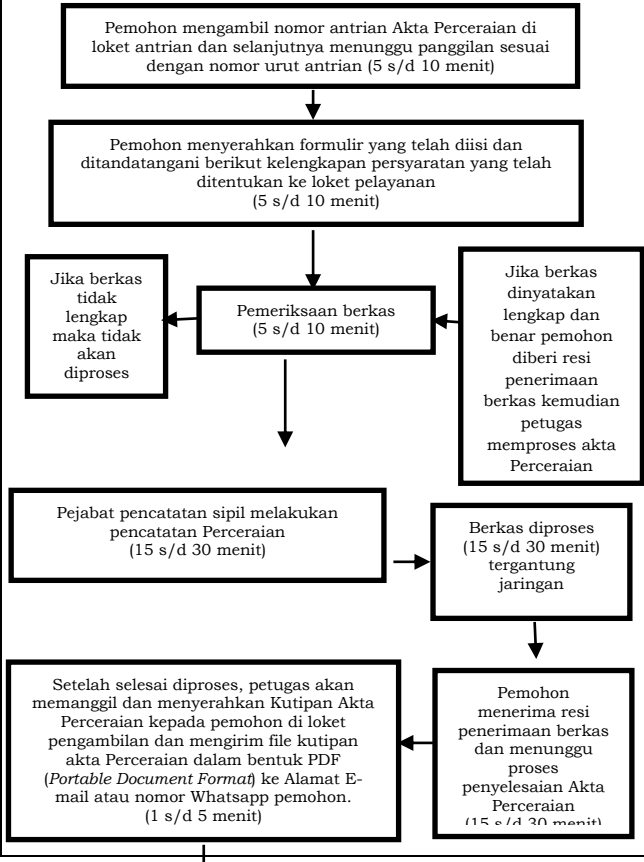 Pemohon mengambil nomor antrian Akta Perceraian di
loket antrian dan selanjutnya menunggu panggilan sesuai
dengan nomor urut antrian (5 s/d 10 menit)
Pemohon menyerahkan formulir yang telah diisi dan
ditandatangani berikut kelengkapan persyaratan yang telah
ditentukan ke loket pelayanan
(5 s/d 10 menit)
Jika berkas
tidak
lengkap
maka tidak
akan
diproses
Pemeriksaan berkas
(5 s/d 10 menit)
Jika berkas
dinyatakan
lengkap dan
benar pemohon
diberi resi
penerimaan
berkas kemudian
petugas
memproses akta
Perceraian
Pejabat pencatatan sipil melakukan
pencatatan Perceraian
(15 s/d 30 menit)
Berkas diproses
(15 s/d 30 menit)
tergantung
jaringan
Setelah selesai diproses, petugas akan
memanggil dan menyerahkan Kutipan Akta
Perceraian kepada pemohon di loket
pengambilan dan mengirim file kutipan
akta Perceraian dalam bentuk PDF
(Portable Document Format) ke Alamat E-
mail atau nomor Whatsapp pemohon.
(1 s/d 5 menit)
Pemohon
menerima resi
penerimaan berkas
dan menunggu
proses
penyelesaian Akta
Perceraian
(15 s/d 30 menit)